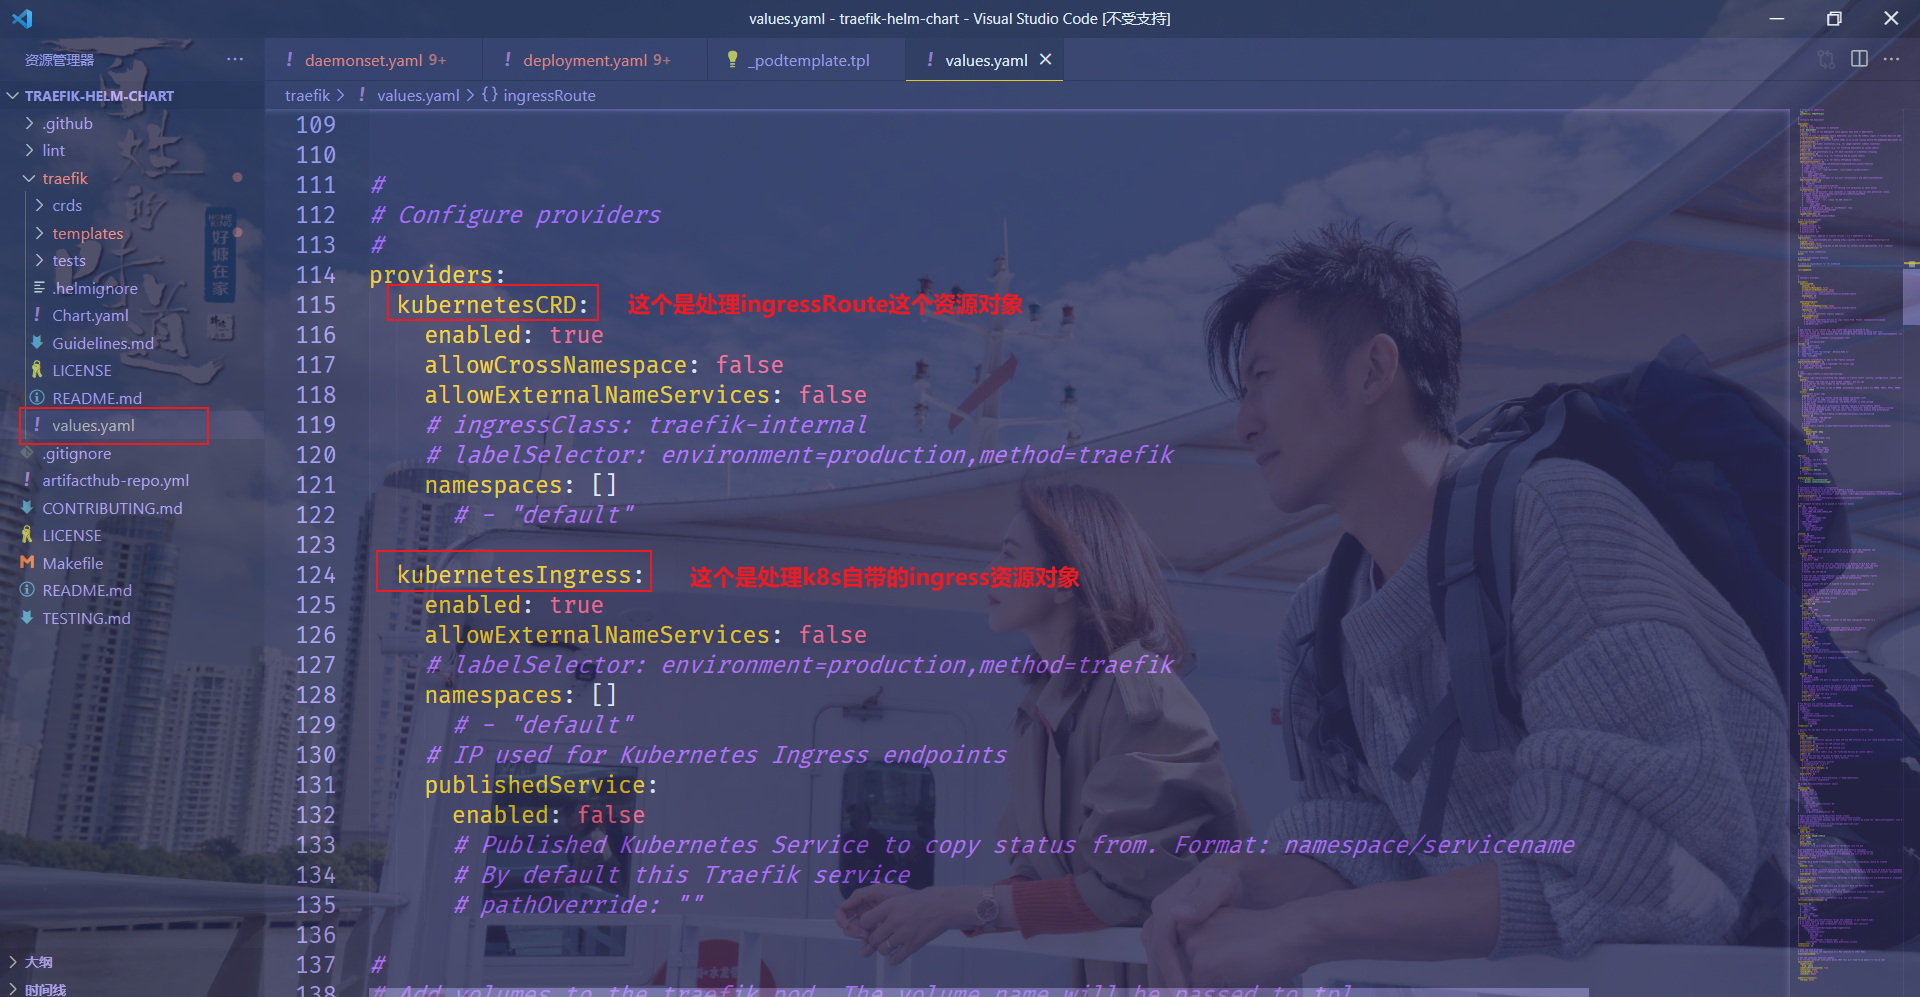 values.yaml - traefik-helm-chart - Visual Studio Code [不受支持]
资源管理器
daemonset.yaml 9+
deployment.yaml 9+
_podtemplate.tpl
values.yaml
TRAEFIK-HELM-CHART
.github
lint
traefik
crds
templates
tests
.helmignore
Chart.yaml
Guidelines.md
LICENSE
README.md
values.yaml
.gitignore
artifacthub-repo.yml
CONTRIBUTING.md
LICENSE
Makefile
README.md
TESTING.md
大纲
时间线
traefik > ! values.yaml > {} ingressRoute
109
110
111 #
112 # Configure providers
113 #
114 providers:
115 kubernetesCRD: 这个是处理ingressRoute这个资源对象
116 enabled: true
117 allowCrossNamespace: false
118 allowExternalNameServices: false
119 # ingressClass: traefik-internal
120 # labelSelector: environment=production,method=traefik
121 namespaces: []
122 # - "default"
123
124 kubernetesIngress: 这个是处理k8s自带的ingress资源对象
125 enabled: true
126 allowExternalNameServices: false
127 # labelSelector: environment=production,method=traefik
128 namespaces: []
129 # - "default"
130 # IP used for Kubernetes Ingress endpoints
131 publishedService:
132 enabled: false
133 # Published Kubernetes Service to copy status from. Format: namespace/servicename
134 # By default this Traefik service
135 # pathOverride: ""
136
137 #
138 # Add volumes to the traefik pod. The volume name will be passed to tpl.
好慷在家